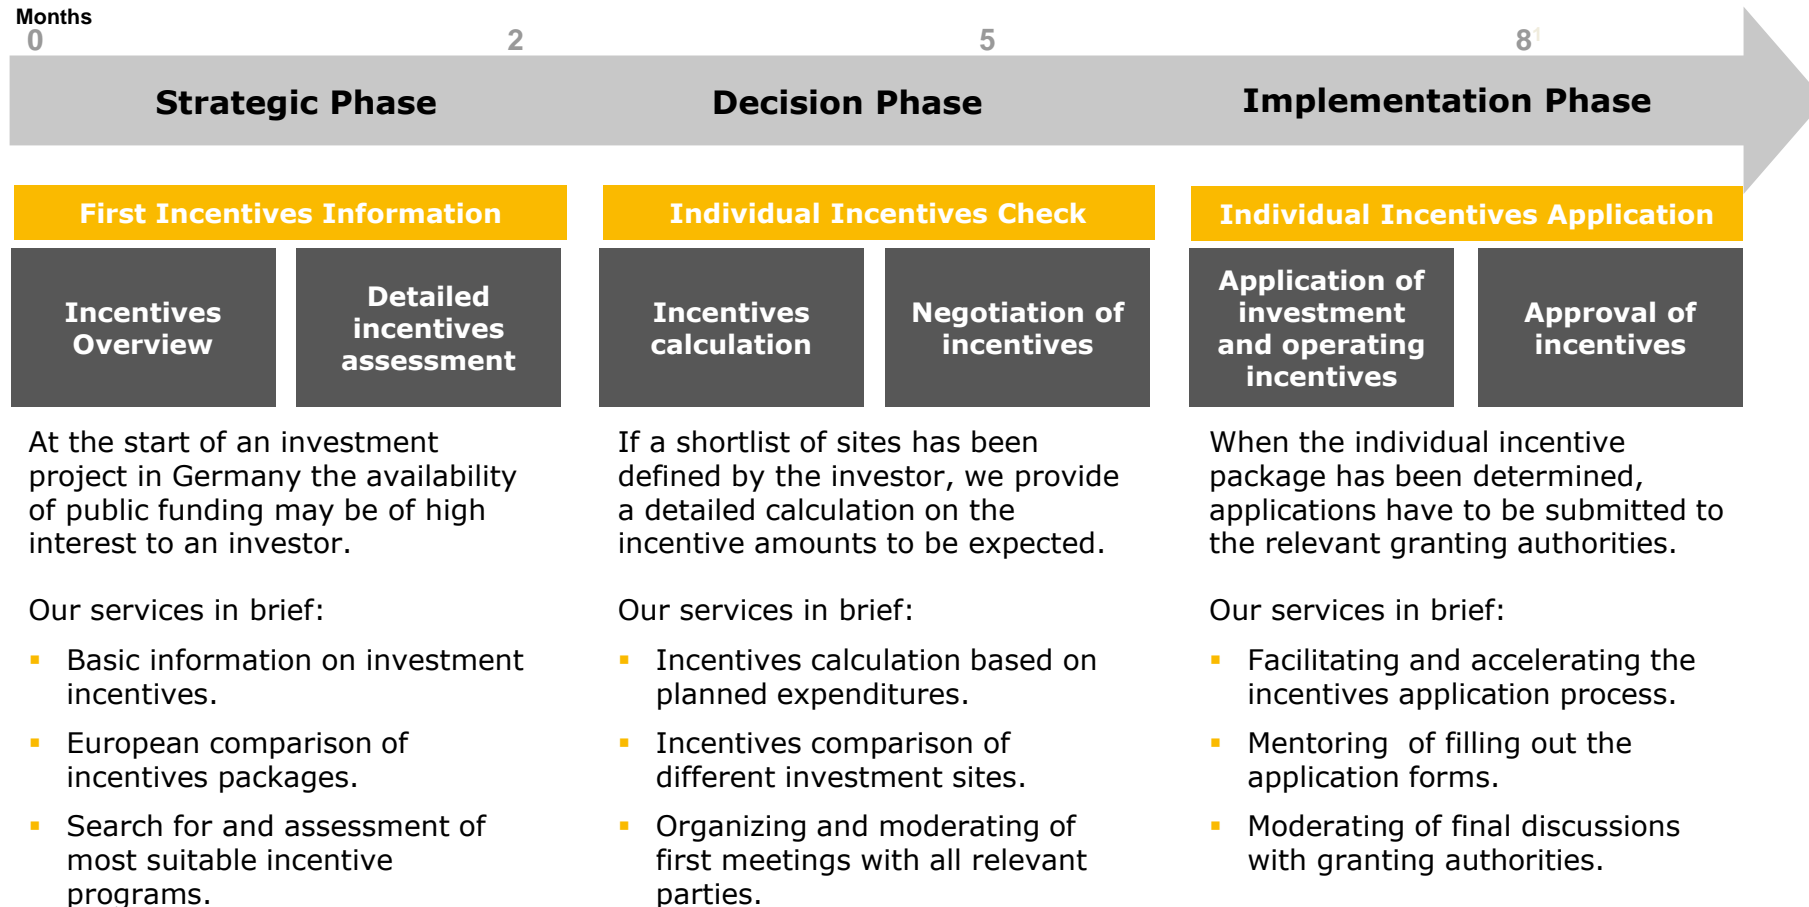 Months
0 2 5 8¹
Strategic Phase Decision Phase Implementation Phase
First Incentives Information
Incentives
Overview
Detailed
incentives
assessment
At the start of an investment
project in Germany the availability
of public funding may be of high
interest to an investor.
Our services in brief:
▪ Basic information on investment
incentives.
▪ European comparison of
incentives packages.
▪ Search for and assessment of
most suitable incentive
programs.
Individual Incentives Check
Incentives
calculation
Negotiation of
incentives
If a shortlist of sites has been
defined by the investor, we provide
a detailed calculation on the
incentive amounts to be expected.
Our services in brief:
▪ Incentives calculation based on
planned expenditures.
▪ Incentives comparison of
different investment sites.
▪ Organizing and moderating of
first meetings with all relevant
parties.
Individual Incentives Application
Application of
investment
and operating
incentives
Approval of
incentives
When the individual incentive
package has been determined,
applications have to be submitted to
the relevant granting authorities.
Our services in brief:
▪ Facilitating and accelerating the
incentives application process.
▪ Mentoring  of filling out the
application forms.
▪ Moderating of final discussions
with granting authorities.